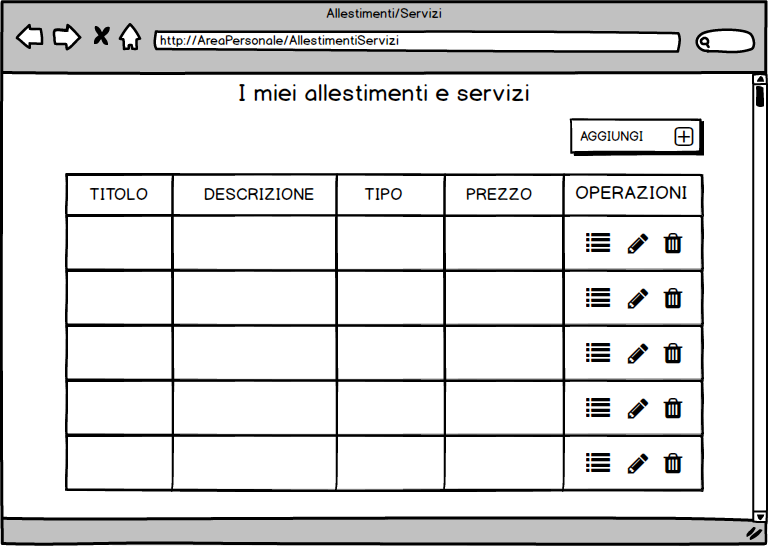 Allestimenti/Servizi
http://AreaPersonale/AllestimentiServizi
I miei allestimenti e servizi
AGGIUNGI
TITOLO DESCRIZIONE TIPO PREZZO OPERAZIONI